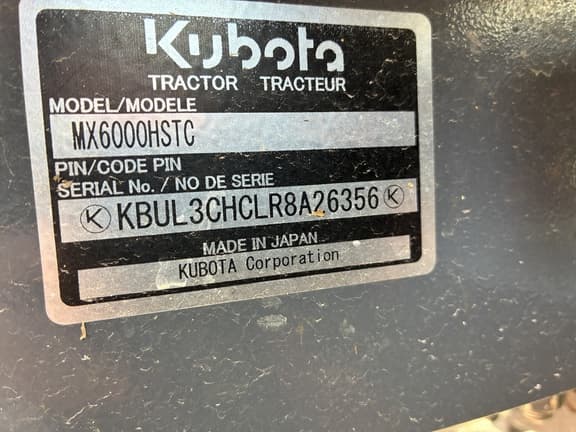 Kubota
TRACTOR TRACTEUR
MODEL/MODELE
MX6000HSTC
PIN/CODE PIN
SERIAL No. / NO DE SERIE
KBUL3CHCLR8A26356
MADE IN JAPAN
KUBOTA Corporation